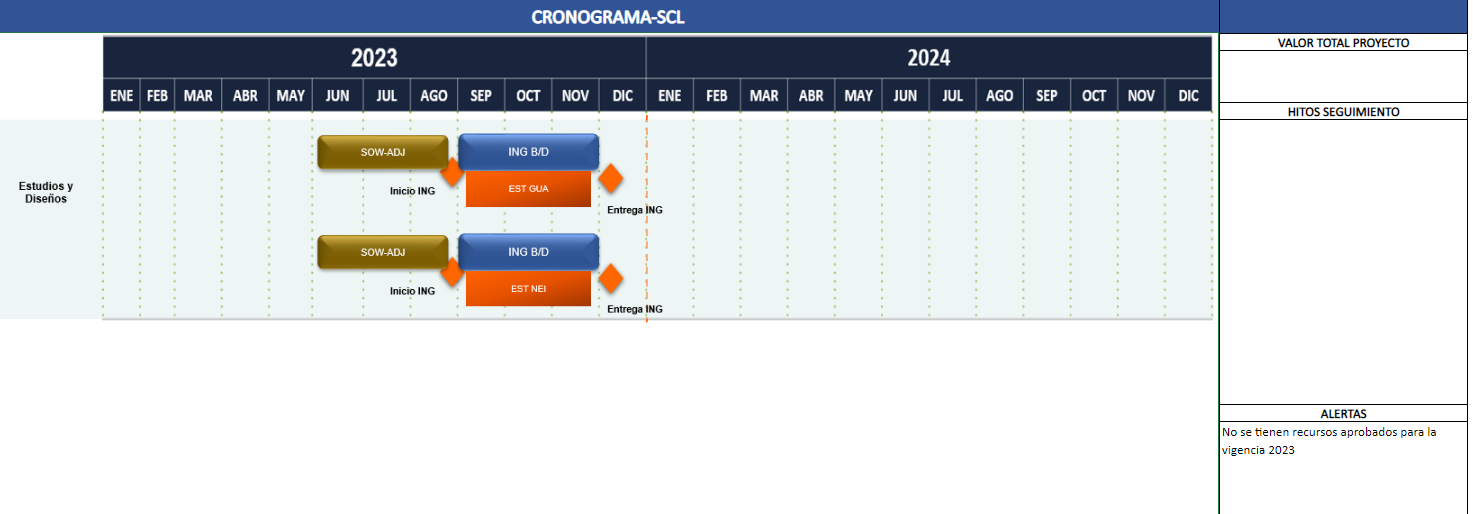 CRONOGRAMA-SCL
2023
2024
ENE FEB MAR ABR MAY JUN JUL AGO SEP OCT NOV DIC ENE FEB MAR ABR MAY JUN JUL AGO SEP OCT NOV DIC
Estudios y
Diseños
SOW-ADJ
ING B/D
EST GUA
Inicio ING
Entrega ING
SOW-ADJ
ING B/D
EST NEI
Inicio ING
Entrega ING
VALOR TOTAL PROYECTO
HITOS SEGUIMIENTO
ALERTAS
No se tienen recursos aprobados para la
vigencia 2023